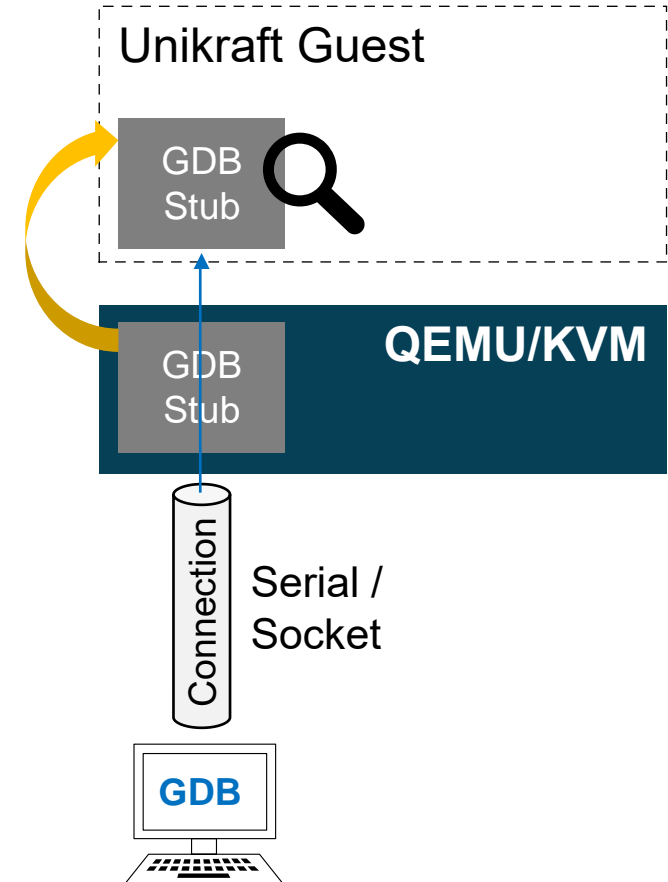 Unikraft Guest
GDB
Stub
QEMU/KVM
GDB
Stub
Connection
Serial /
Socket
GDB